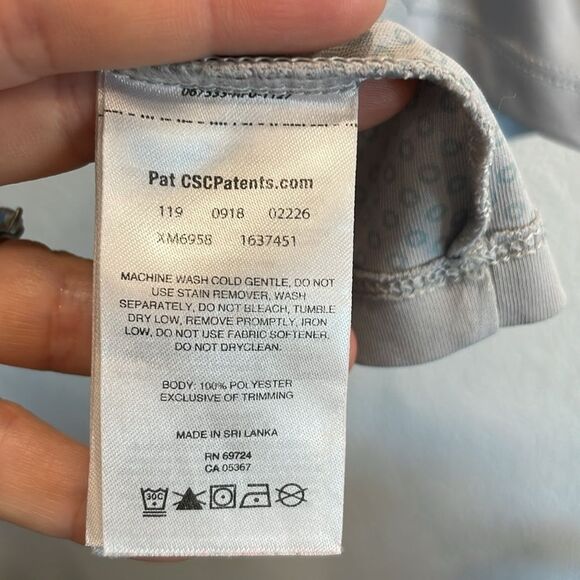 Pat CSCPatents.com
119 0918 02226
XM6958 1637451
MACHINE WASH COLD GENTLE, DO NOT
USE STAIN REMOVER, WASH
SEPARATELY, DO NOT BLEACH, TUMBLE
DRY LOW, REMOVE PROMPTLY, IRON
LOW, DO NOT USE FABRIC SOFTENER,
DO NOT DRYCLEAN.
BODY: 100% POLYESTER
EXCLUSIVE OF TRIMMING
MADE IN SRI LANKA
RN 69724
CA 05367
30C